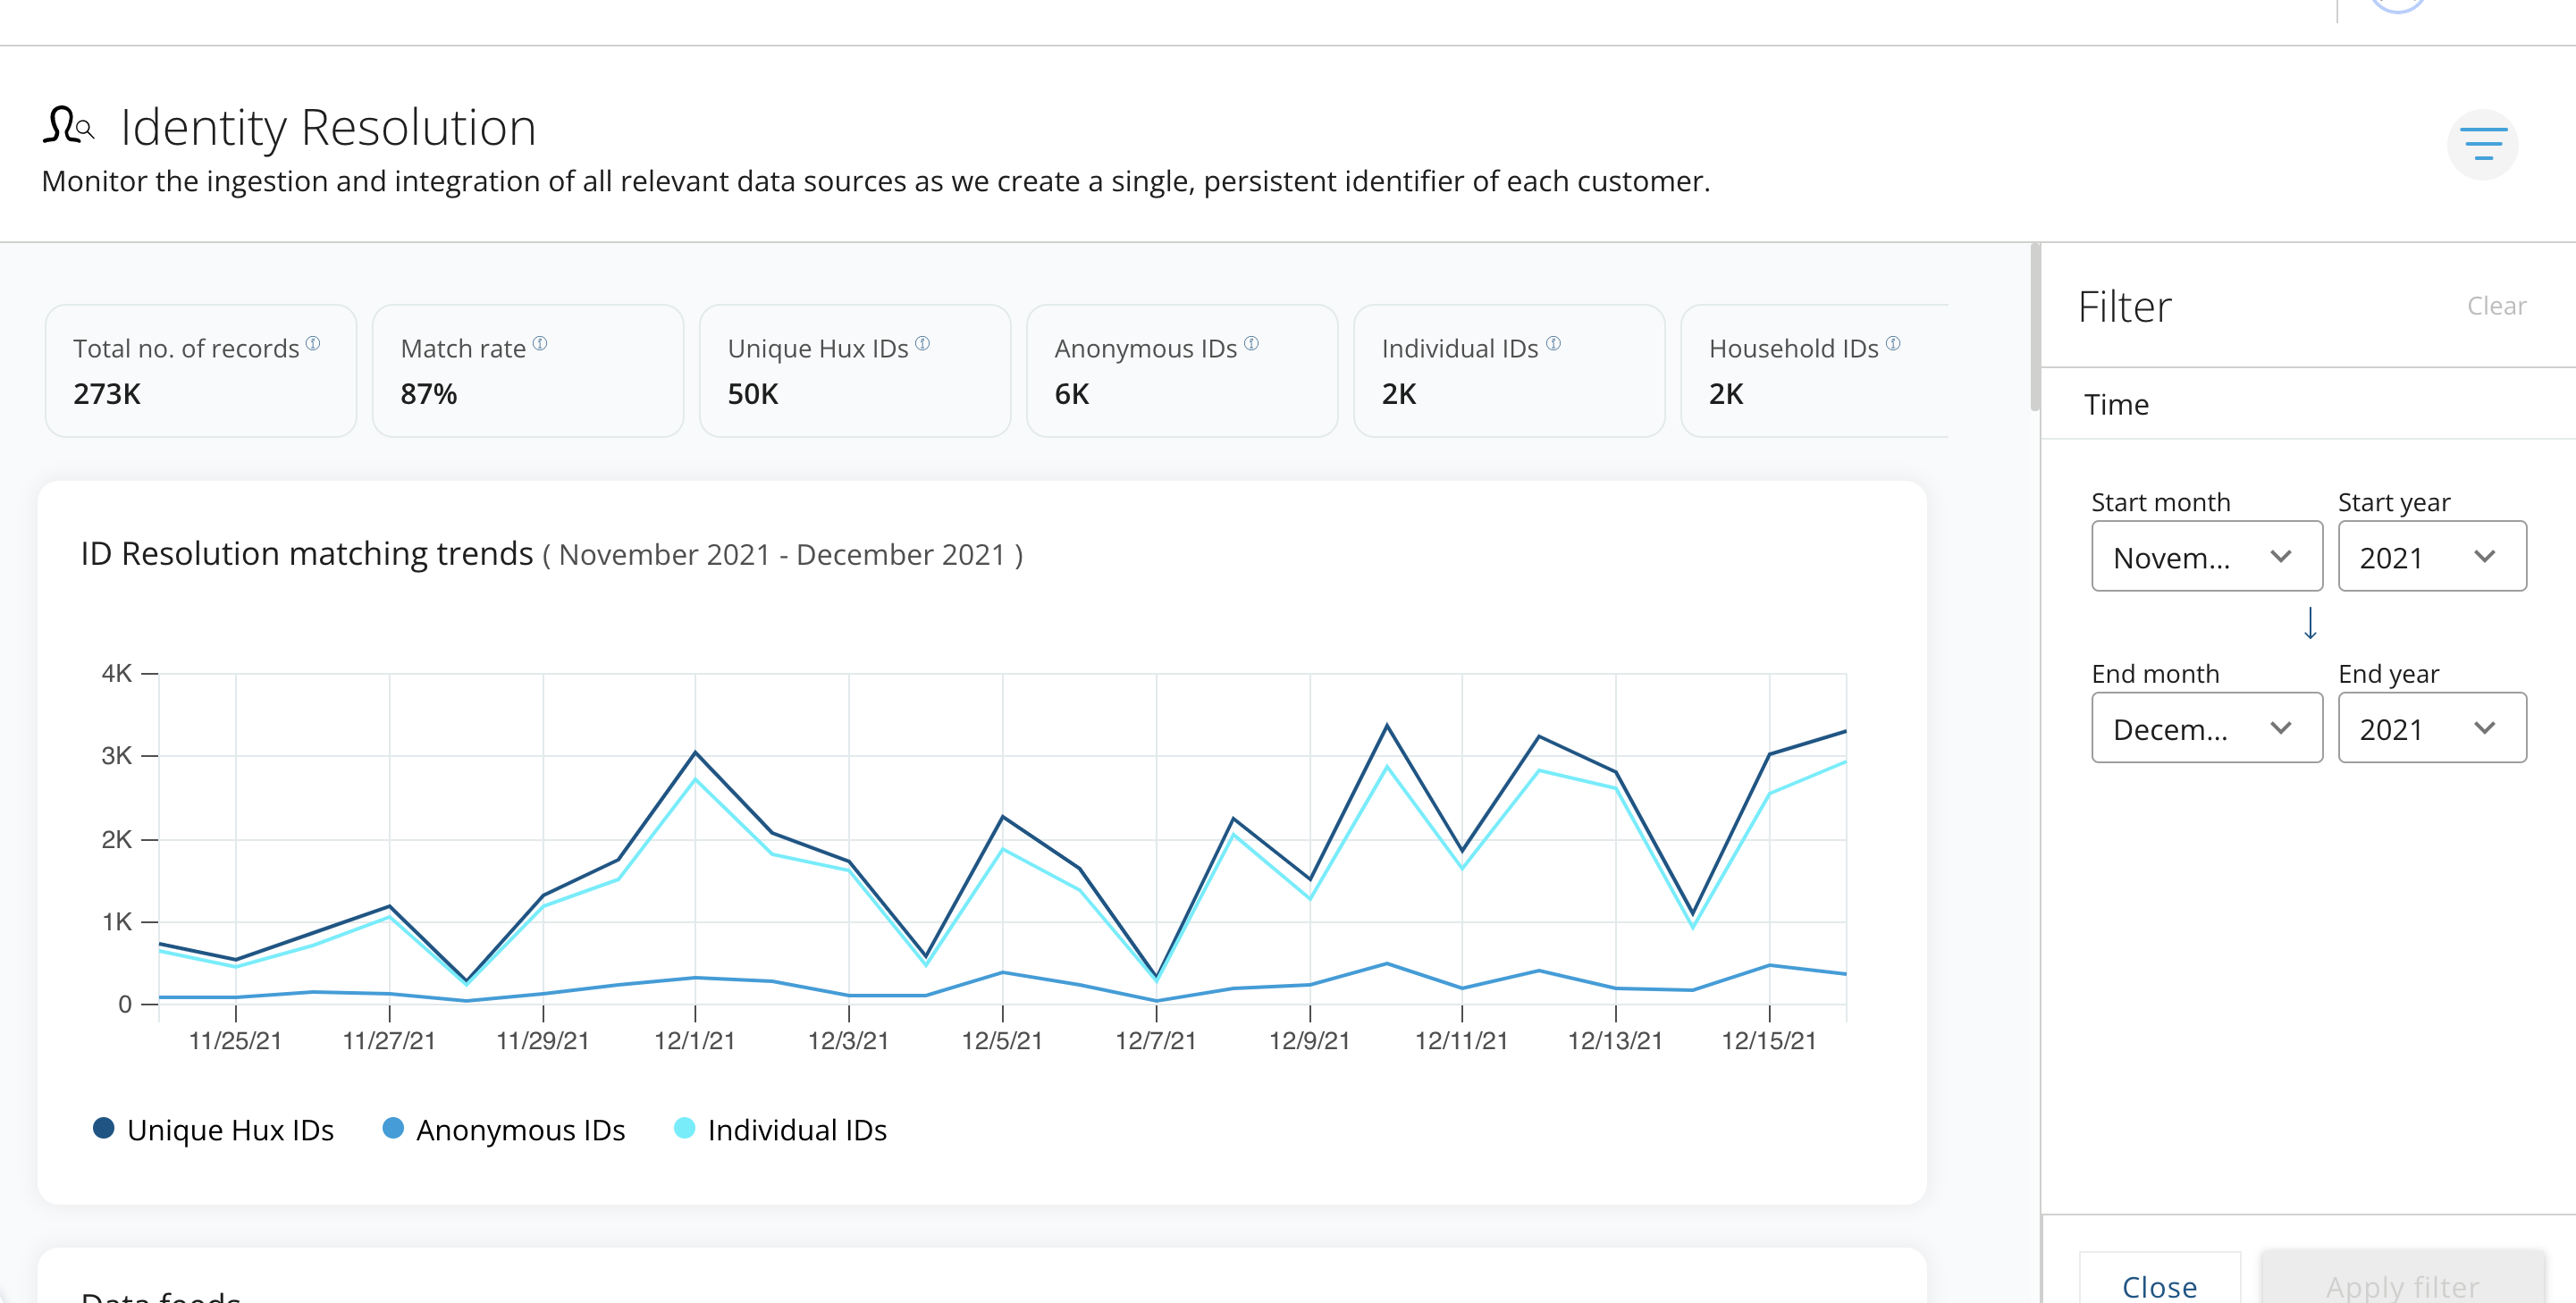 Identity Resolution
Monitor the ingestion and integration of all relevant data sources as we create a single, persistent identifier of each customer.
Total no. of records
273K
Match rate
87%
Unique Hux IDs
50K
Anonymous IDs
6K
Individual IDs
2K
Household IDs
2K
ID Resolution matching trends ( November 2021 - December 2021 )
4K
3K
2K
1K
0
11/25/21 11/27/21 11/29/21 12/1/21 12/3/21 12/5/21 12/7/21 12/9/21 12/11/21 12/13/21 12/15/21
Unique Hux IDs Anonymous IDs Individual IDs
Data feeds
Filter Clear
Time
Start month Start year
Novem... 2021
End month End year
Decem... 2021
Close Apply filter